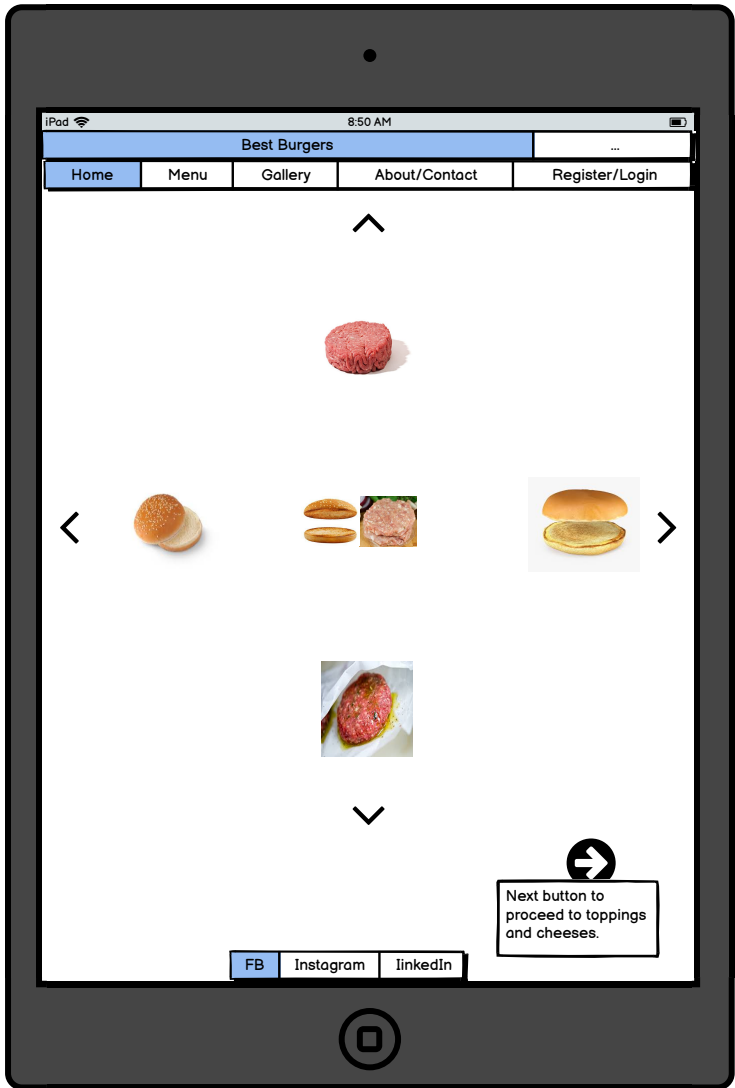 iPad 8:50 AM
Best Burgers ...
Home Menu Gallery About/Contact Register/Login
Next button to
proceed to toppings
and cheeses.
FB Instagram IinkedIn